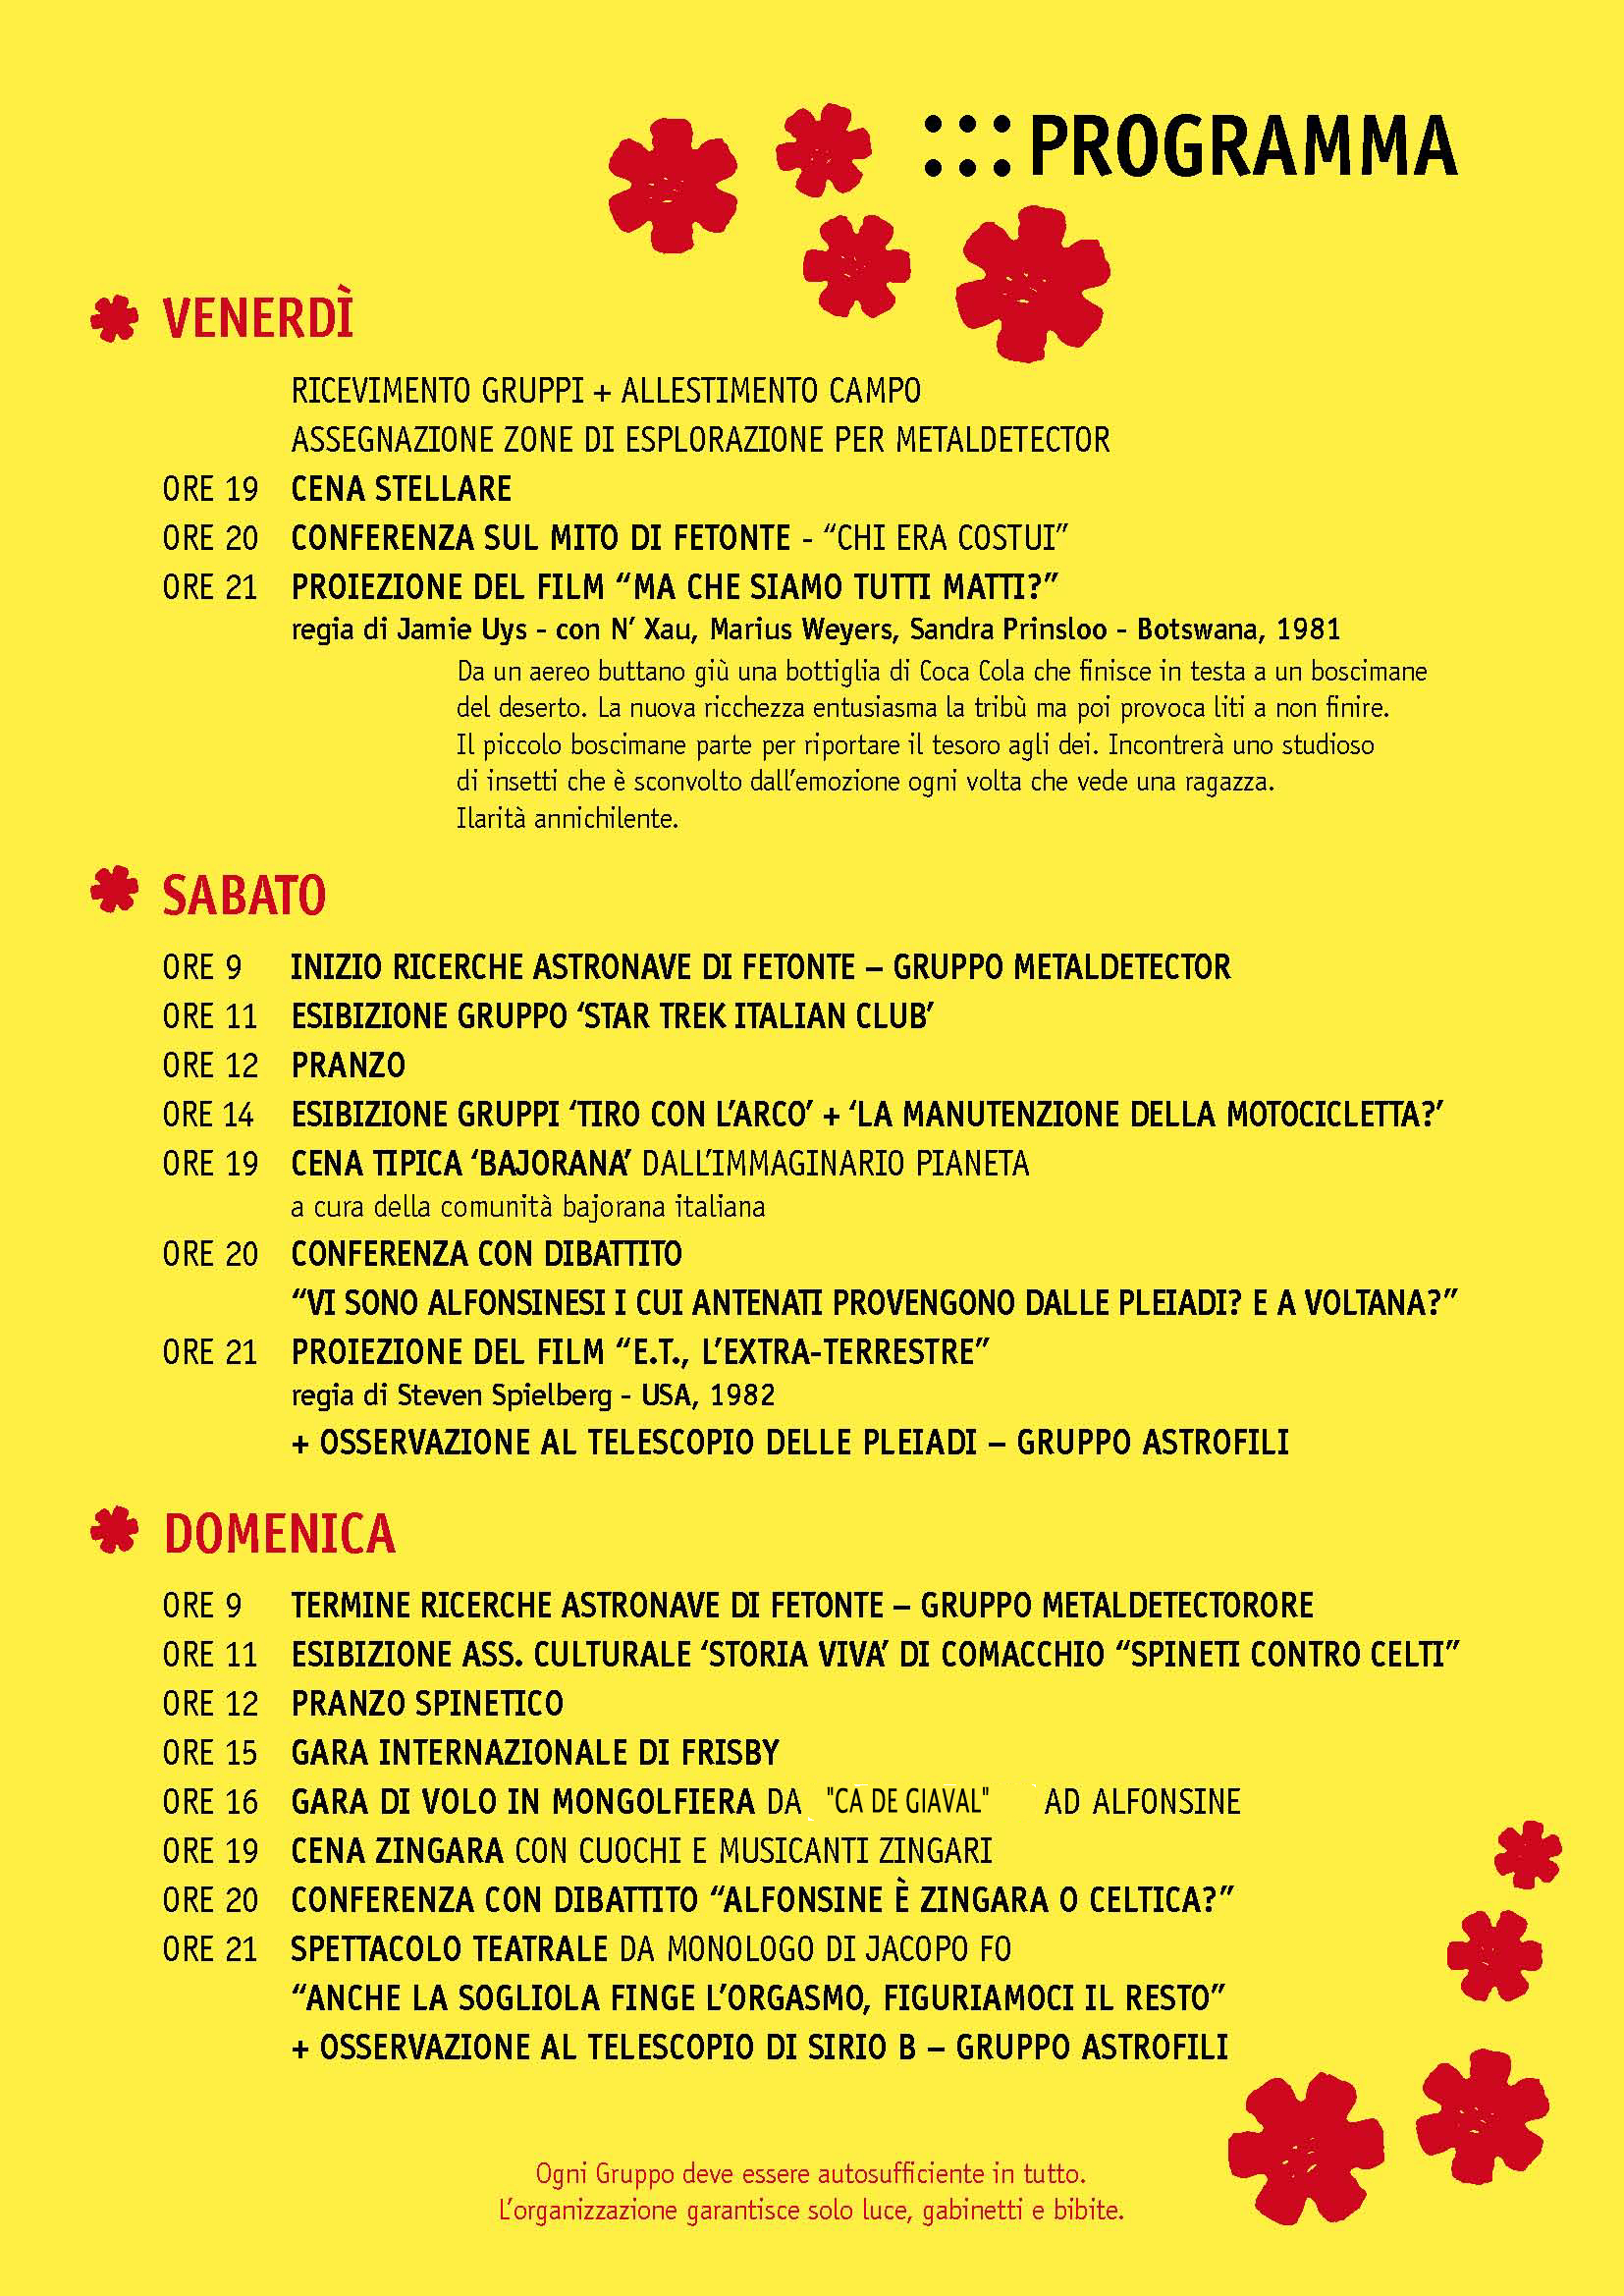 :::PROGRAMMA
VENERDÌ
RICEVIMENTO GRUPPI + ALLESTIMENTO CAMPO
ASSEGNAZIONE ZONE DI ESPLORAZIONE PER METALDETECTOR
ORE 19 CENA STELLARE
ORE 20 CONFERENZA SUL MITO DI FETONTE - “CHI ERA COSTUI”
ORE 21 PROIEZIONE DEL FILM “MA CHE SIAMO TUTTI MATTI?”
regia di Jamie Uys - con N’ Xau, Marius Weyers, Sandra Prinsloo - Botswana, 1981
Da un aereo buttano giù una bottiglia di Coca Cola che finisce in testa a un boscimane
del deserto. La nuova ricchezza entusiasma la tribù ma poi provoca liti a non finire.
Il piccolo boscimane parte per riportare il tesoro agli dei. Incontrerà uno studioso
di insetti che è sconvolto dall’emozione ogni volta che vede una ragazza.
Ilarità annichilente.
SABATO
ORE 9 INIZIO RICERCHE ASTRONAVE DI FETONTE – GRUPPO METALDETECTOR
ORE 11 ESIBIZIONE GRUPPO ‘STAR TREK ITALIAN CLUB’
ORE 12 PRANZO
ORE 14 ESIBIZIONE GRUPPI ‘TIRO CON L’ARCO’ + ‘LA MANUTENZIONE DELLA MOTOCICLETTA?’
ORE 19 CENA TIPICA ‘BAJORANA’ DALL’IMMAGINARIO PIANETA
a cura della comunità bajorana italiana
ORE 20 CONFERENZA CON DIBATTITO
“VI SONO ALFONSINESI I CUI ANTENATI PROVENGONO DALLE PLEIADI? E A VOLTANA?”
ORE 21 PROIEZIONE DEL FILM “E.T., L’EXTRA-TERRESTRE”
regia di Steven Spielberg - USA, 1982
+ OSSERVAZIONE AL TELESCOPIO DELLE PLEIADI – GRUPPO ASTROFILI
DOMENICA
ORE 9 TERMINE RICERCHE ASTRONAVE DI FETONTE – GRUPPO METALDETECTORORE
ORE 11 ESIBIZIONE ASS. CULTURALE ‘STORIA VIVA’ DI COMACCHIO “SPINETI CONTRO CELTI”
ORE 12 PRANZO SPINETICO
ORE 15 GARA INTERNAZIONALE DI FRISBY
ORE 16 GARA DI VOLO IN MONGOLFIERA DA "CA DE GIAVAL" AD ALFONSINE
ORE 19 CENA ZINGARA CON CUOCHI E MUSICANTI ZINGARI
ORE 20 CONFERENZA CON DIBATTITO “ALFONSINE È ZINGARA O CELTICA?”
ORE 21 SPETTACOLO TEATRALE DA MONOLOGO DI JACOPO FO
“ANCHE LA SOGLIOLA FINGE L’ORGASMO, FIGURIAMOCI IL RESTO”
+ OSSERVAZIONE AL TELESCOPIO DI SIRIO B – GRUPPO ASTROFILI
Ogni Gruppo deve essere autosufficiente in tutto.
L’organizzazione garantisce solo luce, gabinetti e bibite.